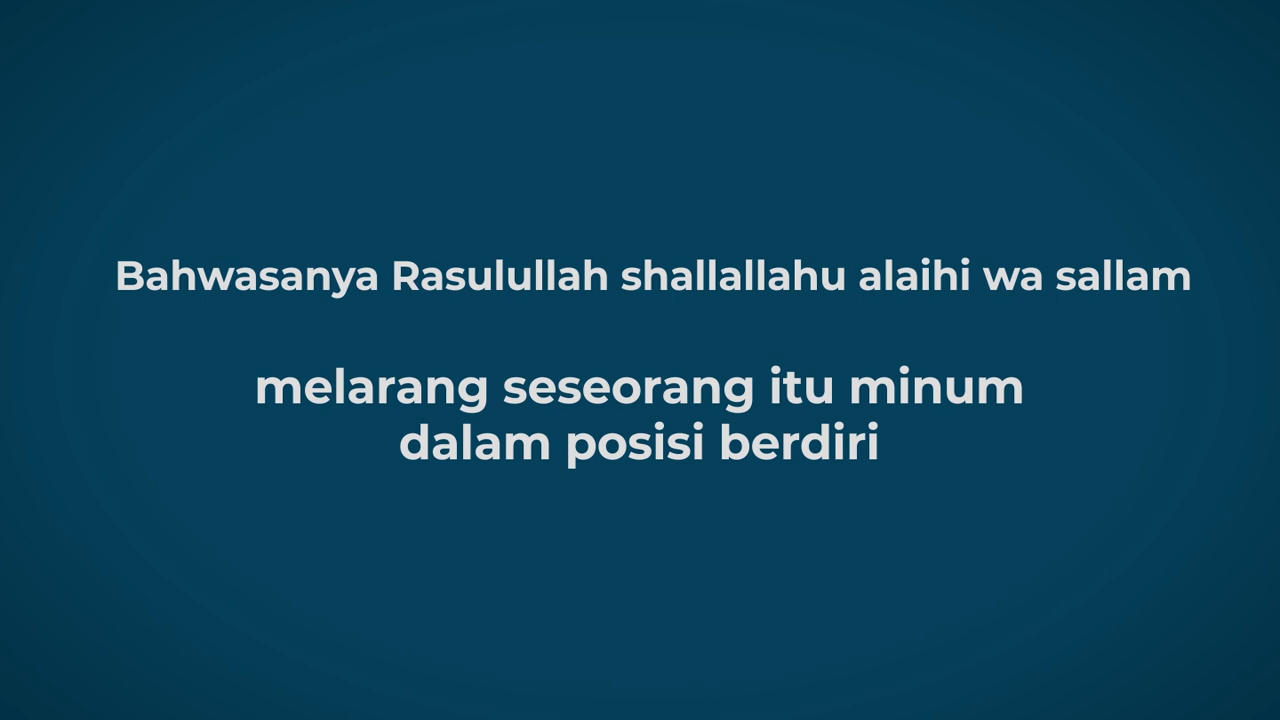 Bahwasanya Rasulullah shallallahu alaihi wa sallam
melarang seseorang itu minum
dalam posisi berdiri